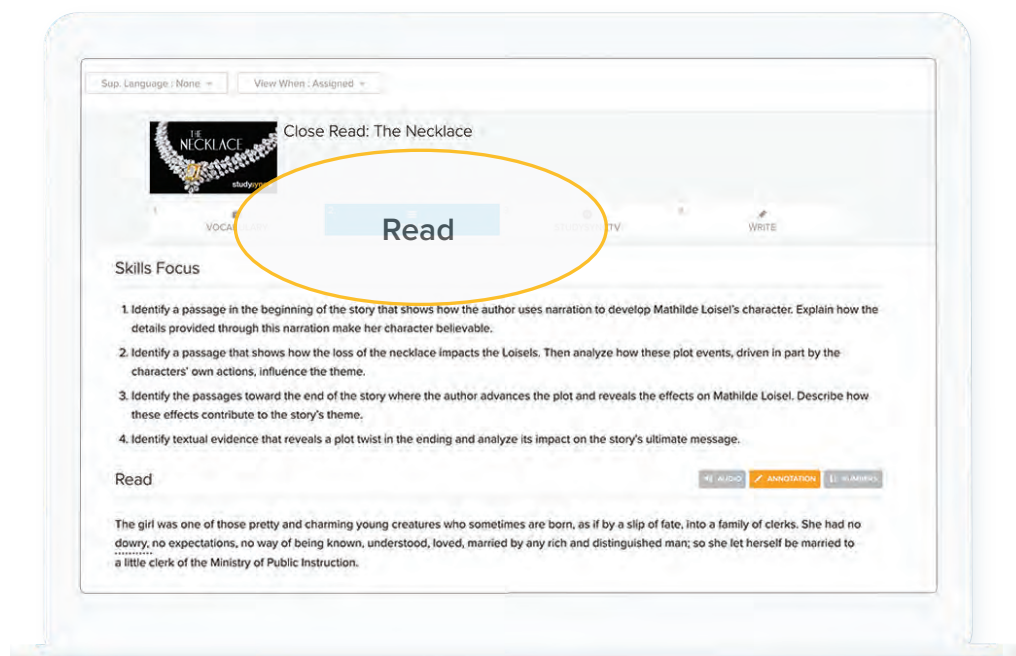 Sup. Language : None
View When : Assigned
THE
NECKLACE
Close Read: The Necklace
1
2
Read
TV
WRITE
Skills Focus
1. Identify a passage in the beginning of the story that shows how the author uses narration to develop Mathilde Loisel's character. Explain how the
details provided through this narration make her character believable.
2. Identify a passage that shows how the loss of the necklace impacts the Loisels. Then analyze how these plot events, driven in part by the
characters' own actions, influence the theme.
3. Identify the passages toward the end of the story where the author advances the plot and reveals the effects on Mathilde Loisel. Describe how
these effects contribute to the story's theme.
4. Identify textual evidence that reveals a plot twist in the ending and analyze its impact on the story's ultimate message.
Read
AUDIO
ANNOTATION
NUMBERS
The girl was one of those pretty and charming young creatures who sometimes are born, as if by a slip of fate, into a family of clerks. She had no
dowry, no expectations, no way of being known, understood, loved, married by any rich and distinguished man; so she let herself be married to
a little clerk of the Ministry of Public Instruction.